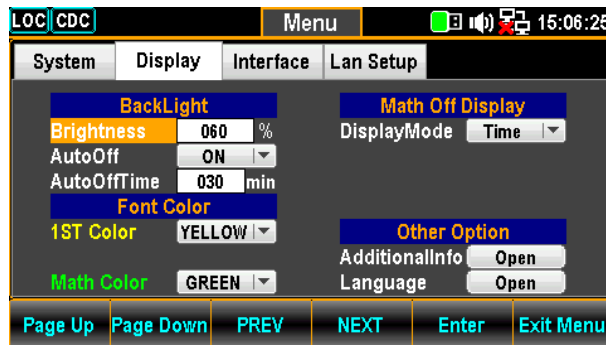 LOC CDC Menu 15:06:25
System Display Interface Lan Setup
BackLight Math Off Display
Brightness 060 % DisplayMode Time
AutoOff ON
AutoOffTime 030 min
Font Color
1ST Color YELLOW Other Option
AdditionalInfo Open
Math Color GREEN Language Open
Page Up Page Down PREV NEXT Enter Exit Menu